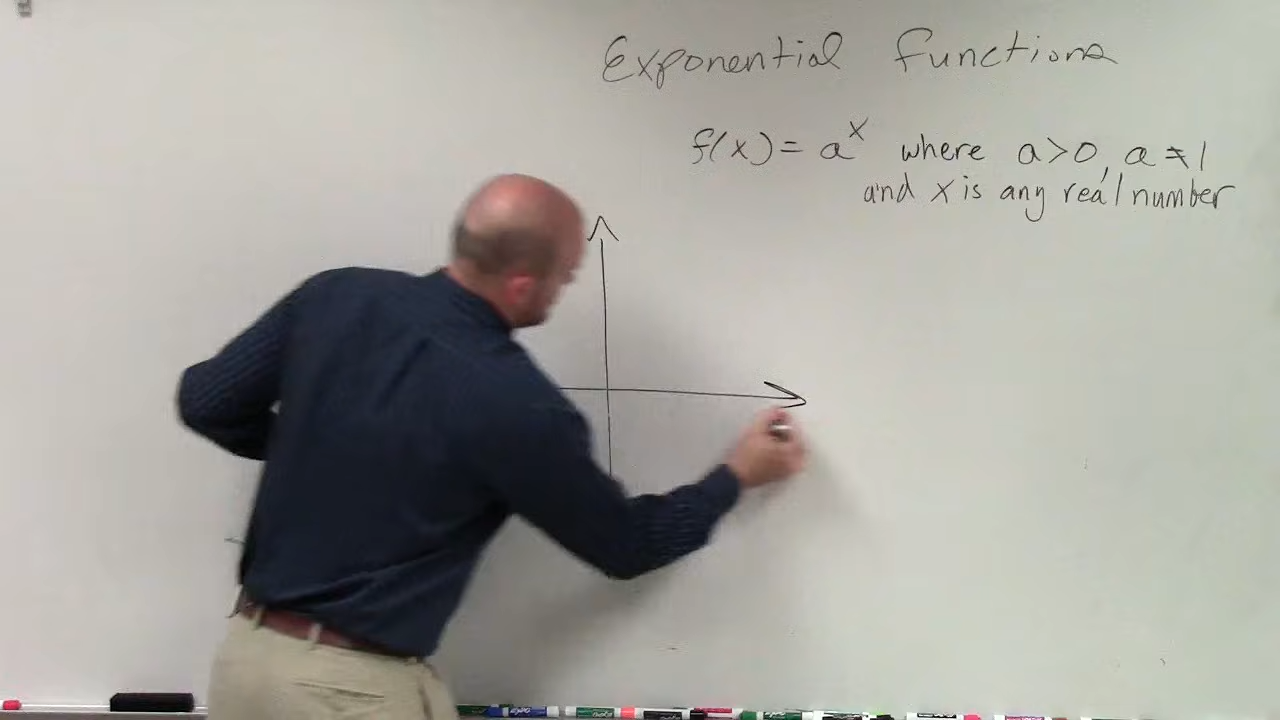 Exponential functions
f(x) = a^x where a>0, a ≠ 1
and x is any real number